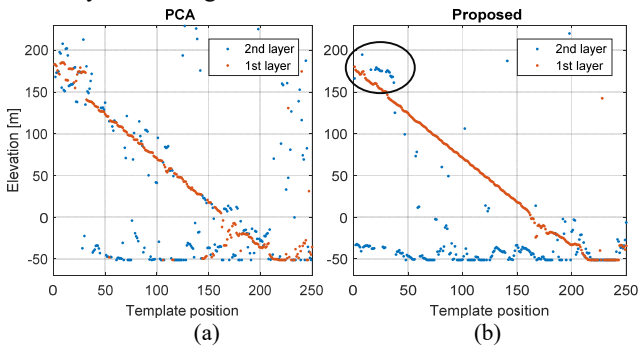 PCA
Proposed
200
150
100
50
0
-50
Elevation [m]
2nd layer
1st layer
0 50 100 150 200 250
Template position
200
150
100
50
0
-50
2nd layer
1st layer
0 50 100 150 200 250
Template position
(a)
(b)